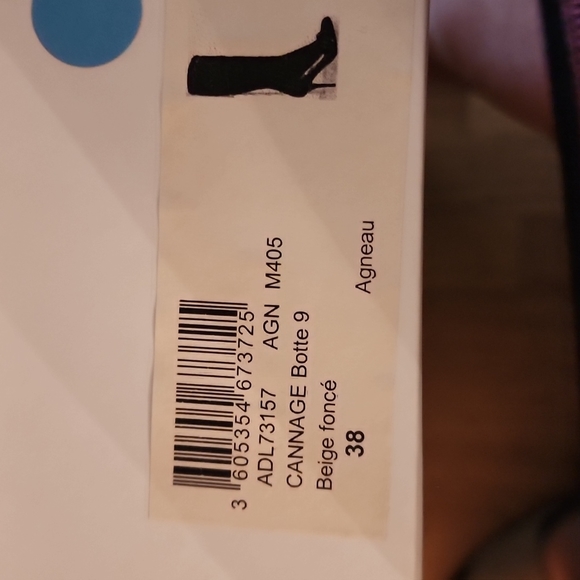 3 605354 673725
ADL73157 AGN M405
CANNAGE Botte 9
Beige foncé
38 Agneau